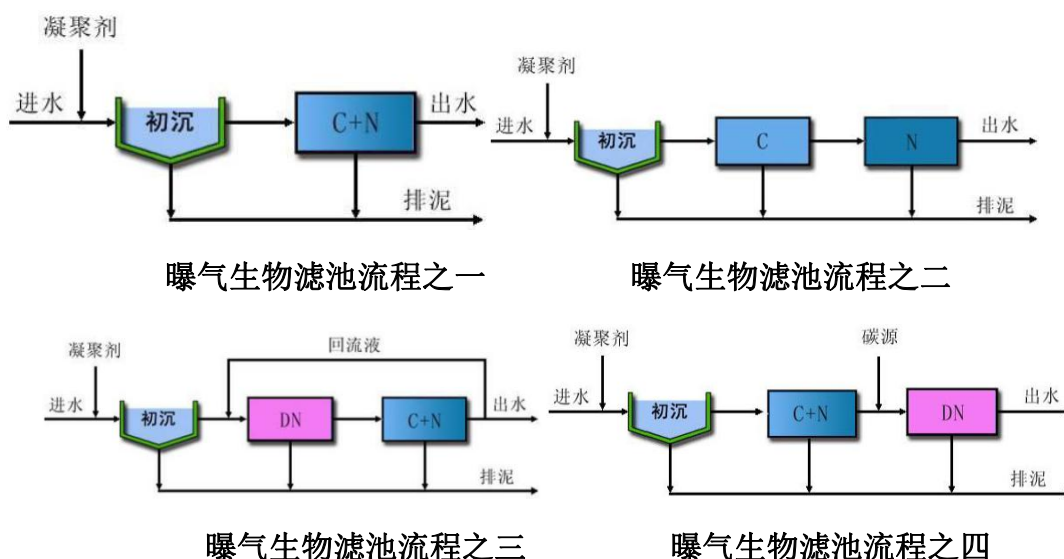 凝聚剂
进水
初沉
C+N
出水
排泥
曝气生物滤池流程之一
凝聚剂
进水
初沉
C
N
出水
排泥
曝气生物滤池流程之二
凝聚剂
回流液
进水
初沉
DN
C+N
出水
排泥
曝气生物滤池流程之三
凝聚剂
碳源
进水
初沉
C+N
DN
出水
排泥
曝气生物滤池流程之四